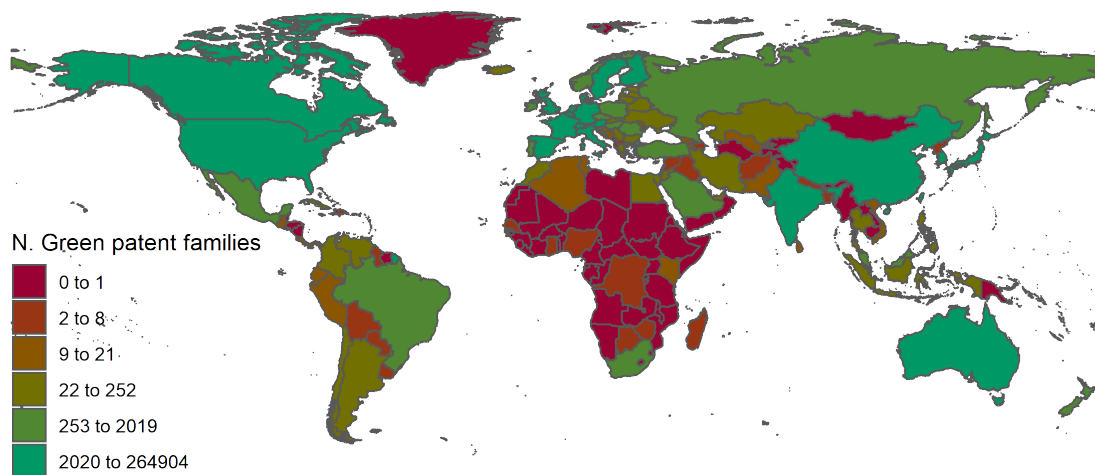 N. Green patent families
0 to 1
2 to 8
9 to 21
22 to 252
253 to 2019
2020 to 264904